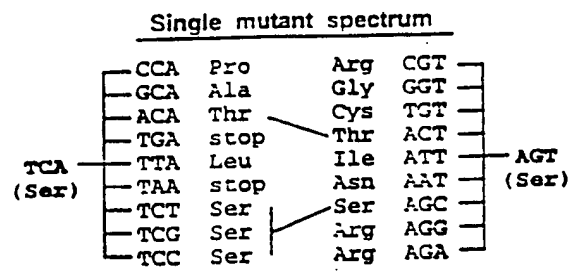 Single mutant spectrum
CCA Pro Arg CGT
GCA Ala Gly GGT
ACA Thr Cys TGT
TGA stop Thr ACT
TCA TTA Leu Ile ATT AGT
(Ser) TAA stop Asn AAT (Ser)
TCT Ser Ser AGC
TCG Ser Arg AGG
TCC Ser Arg AGA